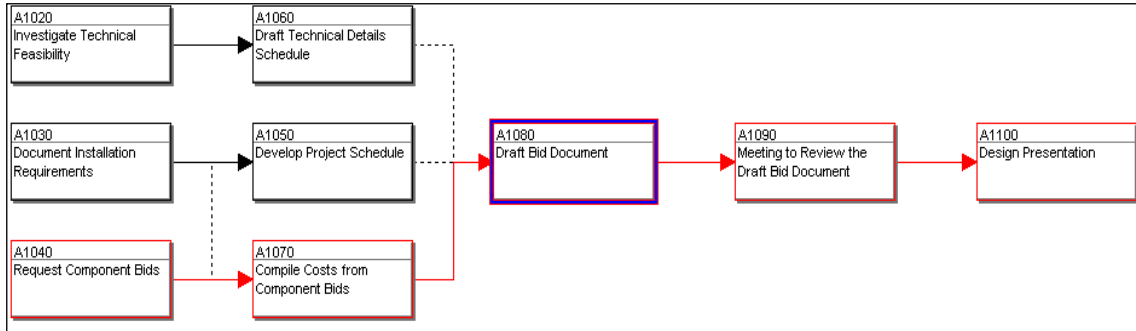 A1020
Investigate Technical
Feasibility
A1060
Draft Technical Details
Schedule
A1030
Document Installation
Requirements
A1050
Develop Project Schedule
A1080
Draft Bid Document
A1090
Meeting to Review the
Draft Bid Document
A1100
Design Presentation
A1040
Request Component Bids
A1070
Compile Costs from
Component Bids